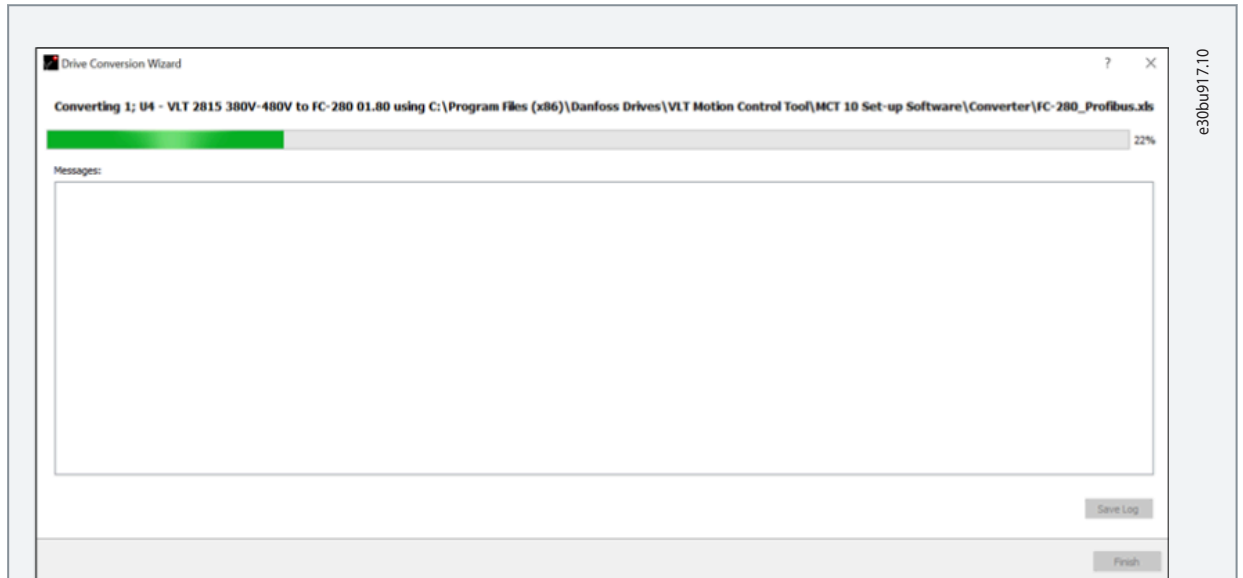 Drive Conversion Wizard
Converting 1; U4 - VLT 2815 380V-480V to FC-280 01.80 using C:\Program Files (x86)\Danfoss Drives\VLT Motion Control Tool\MCT 10 Set-up Software\Converter\FC-280_Profibus.xls
22%
Messages:
Save Log
Finish
e30bu917.10